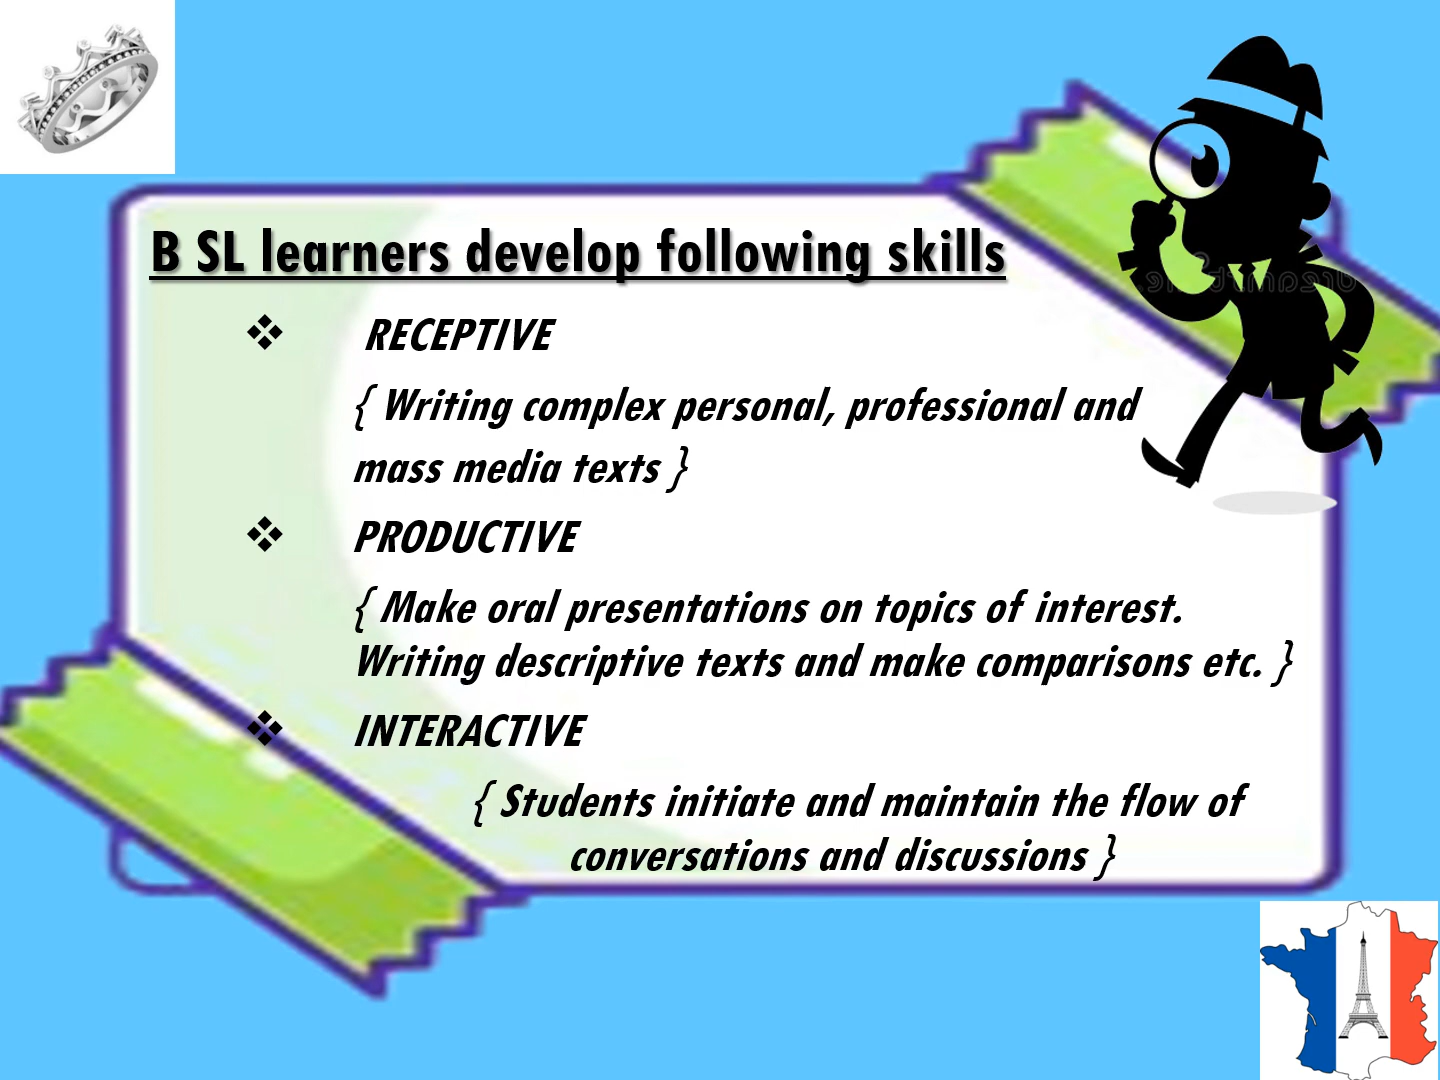 B SL learners develop following skills
❖ RECEPTIVE
{ Writing complex personal, professional and
mass media texts }
❖ PRODUCTIVE
{ Make oral presentations on topics of interest.
Writing descriptive texts and make comparisons etc. }
❖ INTERACTIVE
{ Students initiate and maintain the flow of
conversations and discussions }